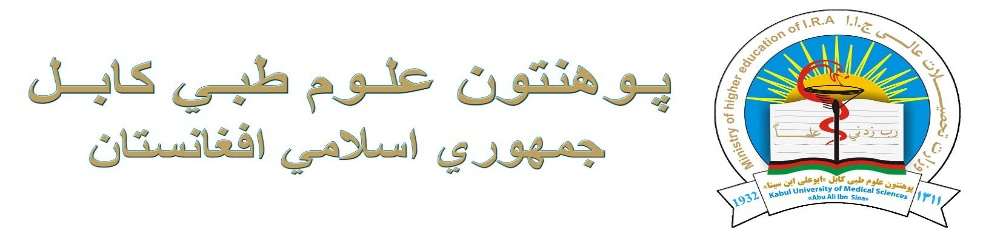 پوهنتون علوم طبي کابل
جمهوري اسلامي افغانستان
وزارت تحصیلات عالی ج.ا.ا
Ministry of higher education of I.R.A
رب زدني علماً
پوهنتون علوم طبی کابل «ابوعلی ابن سینا»
Kabul University of Medical Sciences
«Abu Ali Ibn Sina»
1932
۱۳۱۱